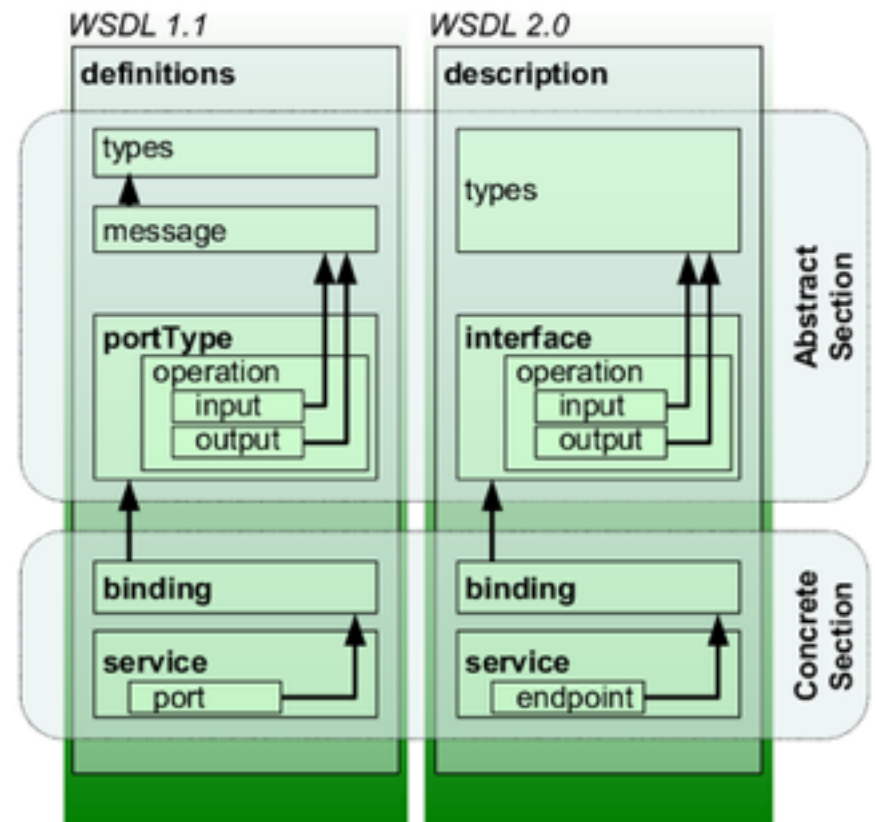 WSDL 1.1
definitions
types
message
portType
operation
input
output
binding
service
port
WSDL 2.0
description
types
interface
operation
input
output
binding
service
endpoint
Abstract
Section
Concrete
Section